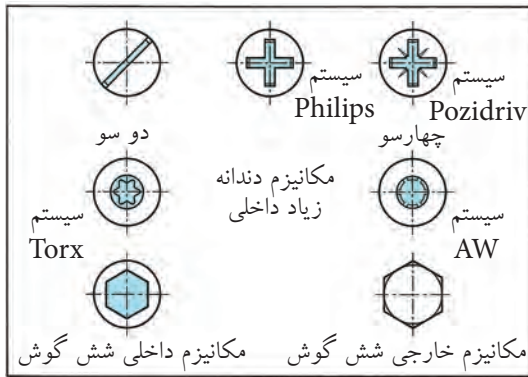 سیستم
Pozidriv
سیستم
Philips
چهارسو
دو سو
سیستم
AW
مکانیزم دندانه
زیاد داخلی
سیستم
Torx
مکانیزم خارجی شش گوش
مکانیزم داخلی شش گوش